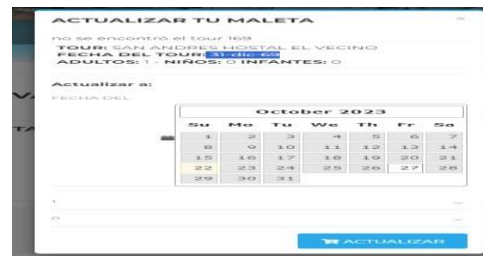 ACTUALIZAR TU MALETA
no se encontró el tour 169
TOUR: SAN ANDRES HOSTAL EL VECINO
FECHA DEL TOUR: 31-dic-69
ADULTOS: 1 - NIÑOS: 0 INFANTES: 0
Actualizar a:
FECHA DEL
October 2023
Su Mo Tu We Th Fr Sa
1 2 3 4 5 6 7
8 9 10 11 12 13 14
15 16 17 18 19 20 21
22 23 24 25 26 27 28
29 30 31
1
0
ACTUALIZAR